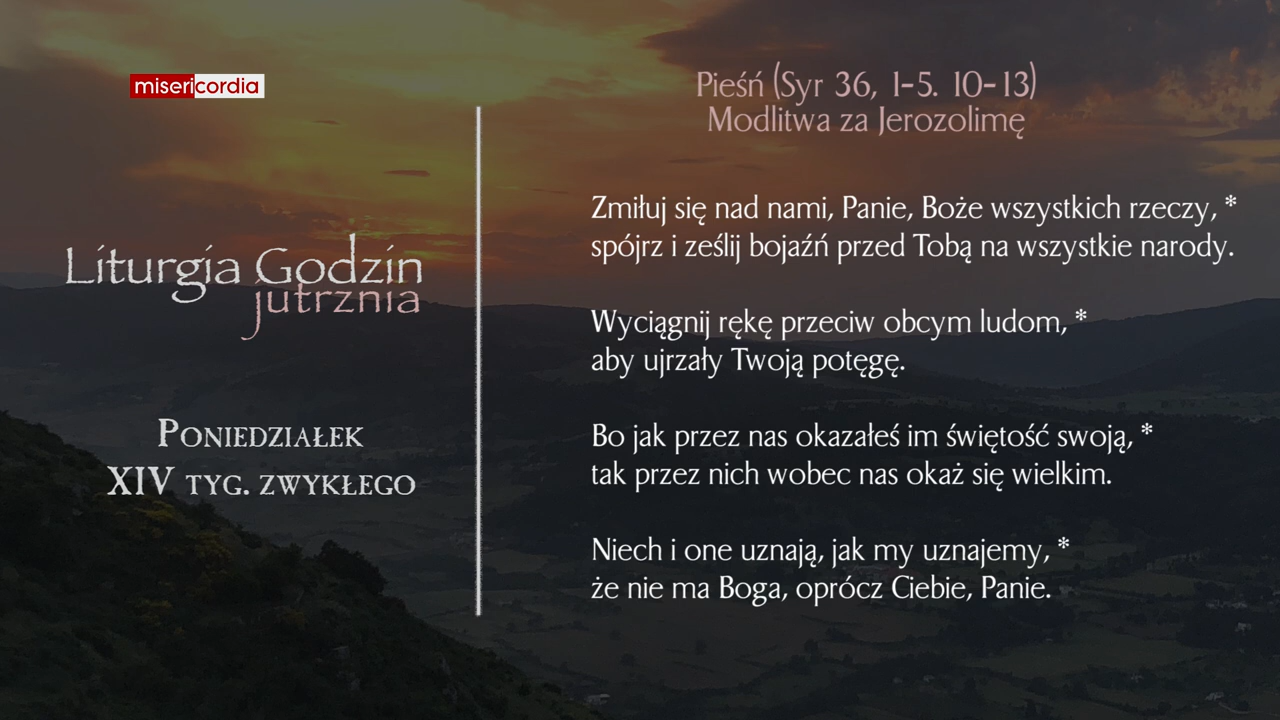 misericordia
Liturgia Godzin
jutrznia
Poniedziałek
XIV tyg. zwykłego
Pieśń (Syr 36, 1-5. 10-13)
Modlitwa za Jerozolimę
Zmiłuj się nad nami, Panie, Boże wszystkich rzeczy, *
spójrz i ześlij bojaźń przed Tobą na wszystkie narody.
Wyciągnij rękę przeciw obcym ludom, *
aby ujrzały Twoją potęgę.
Bo jak przez nas okazałeś im świętość swoją, *
tak przez nich wobec nas okaż się wielkim.
Niech i one uznają, jak my uznajemy, *
że nie ma Boga, oprócz Ciebie, Panie.